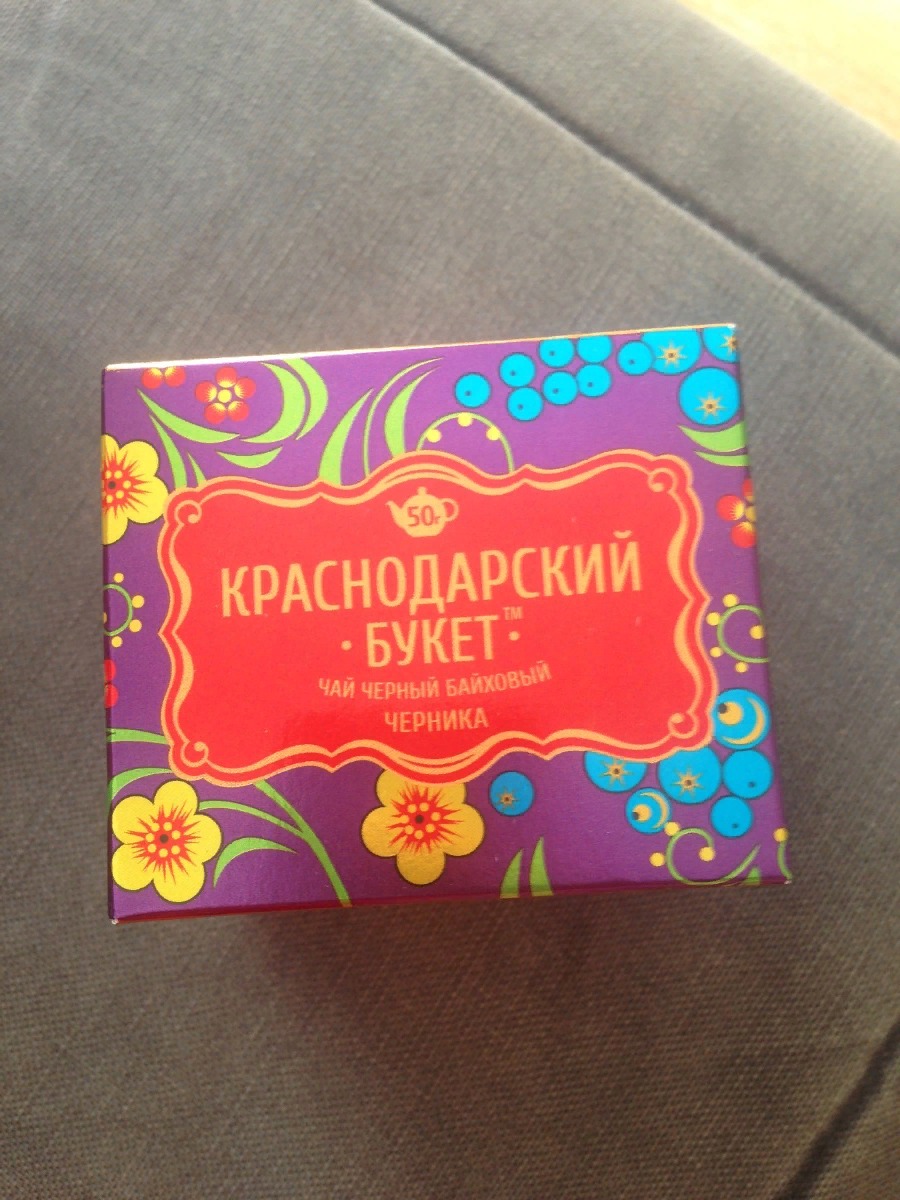 50г
КРАСНОДАРСКИЙ
· БУКЕТ™ ·
ЧАЙ ЧЕРНЫЙ БАЙХОВЫЙ
ЧЕРНИКА